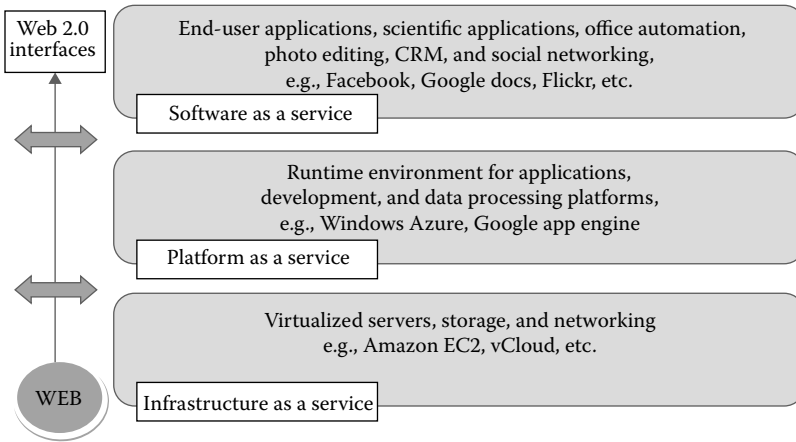 Web 2.0
interfaces
End-user applications, scientific applications, office automation,
photo editing, CRM, and social networking,
e.g., Facebook, Google docs, Flickr, etc.
Software as a service
Runtime environment for applications,
development, and data processing platforms,
e.g., Windows Azure, Google app engine
Platform as a service
Virtualized servers, storage, and networking
e.g., Amazon EC2, vCloud, etc.
WEB
Infrastructure as a service